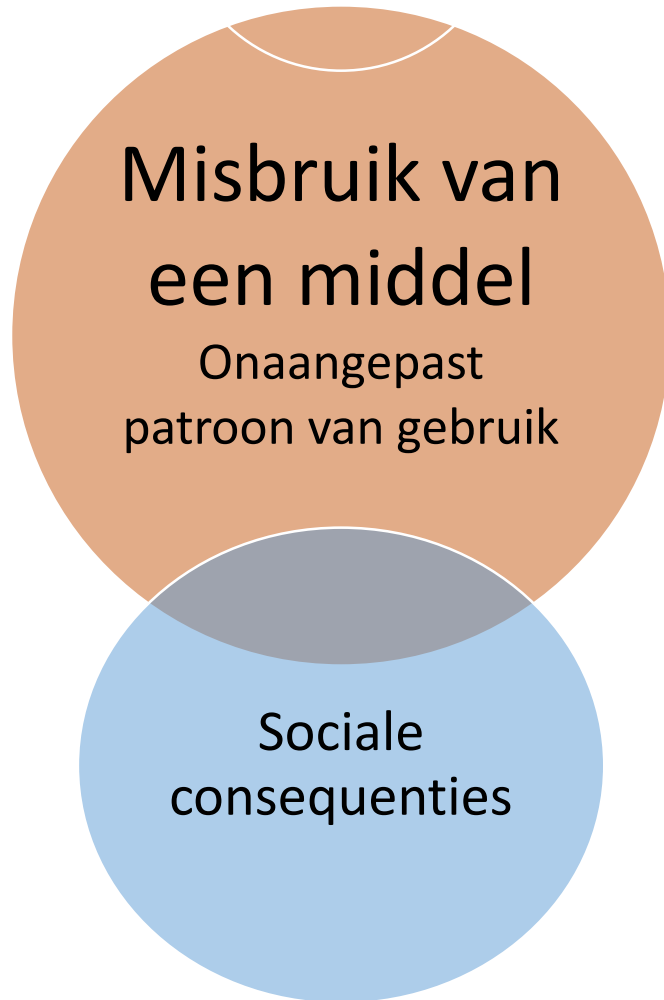 Misbruik van
een middel
Onaangepast
patroon van gebruik
Sociale
consequenties